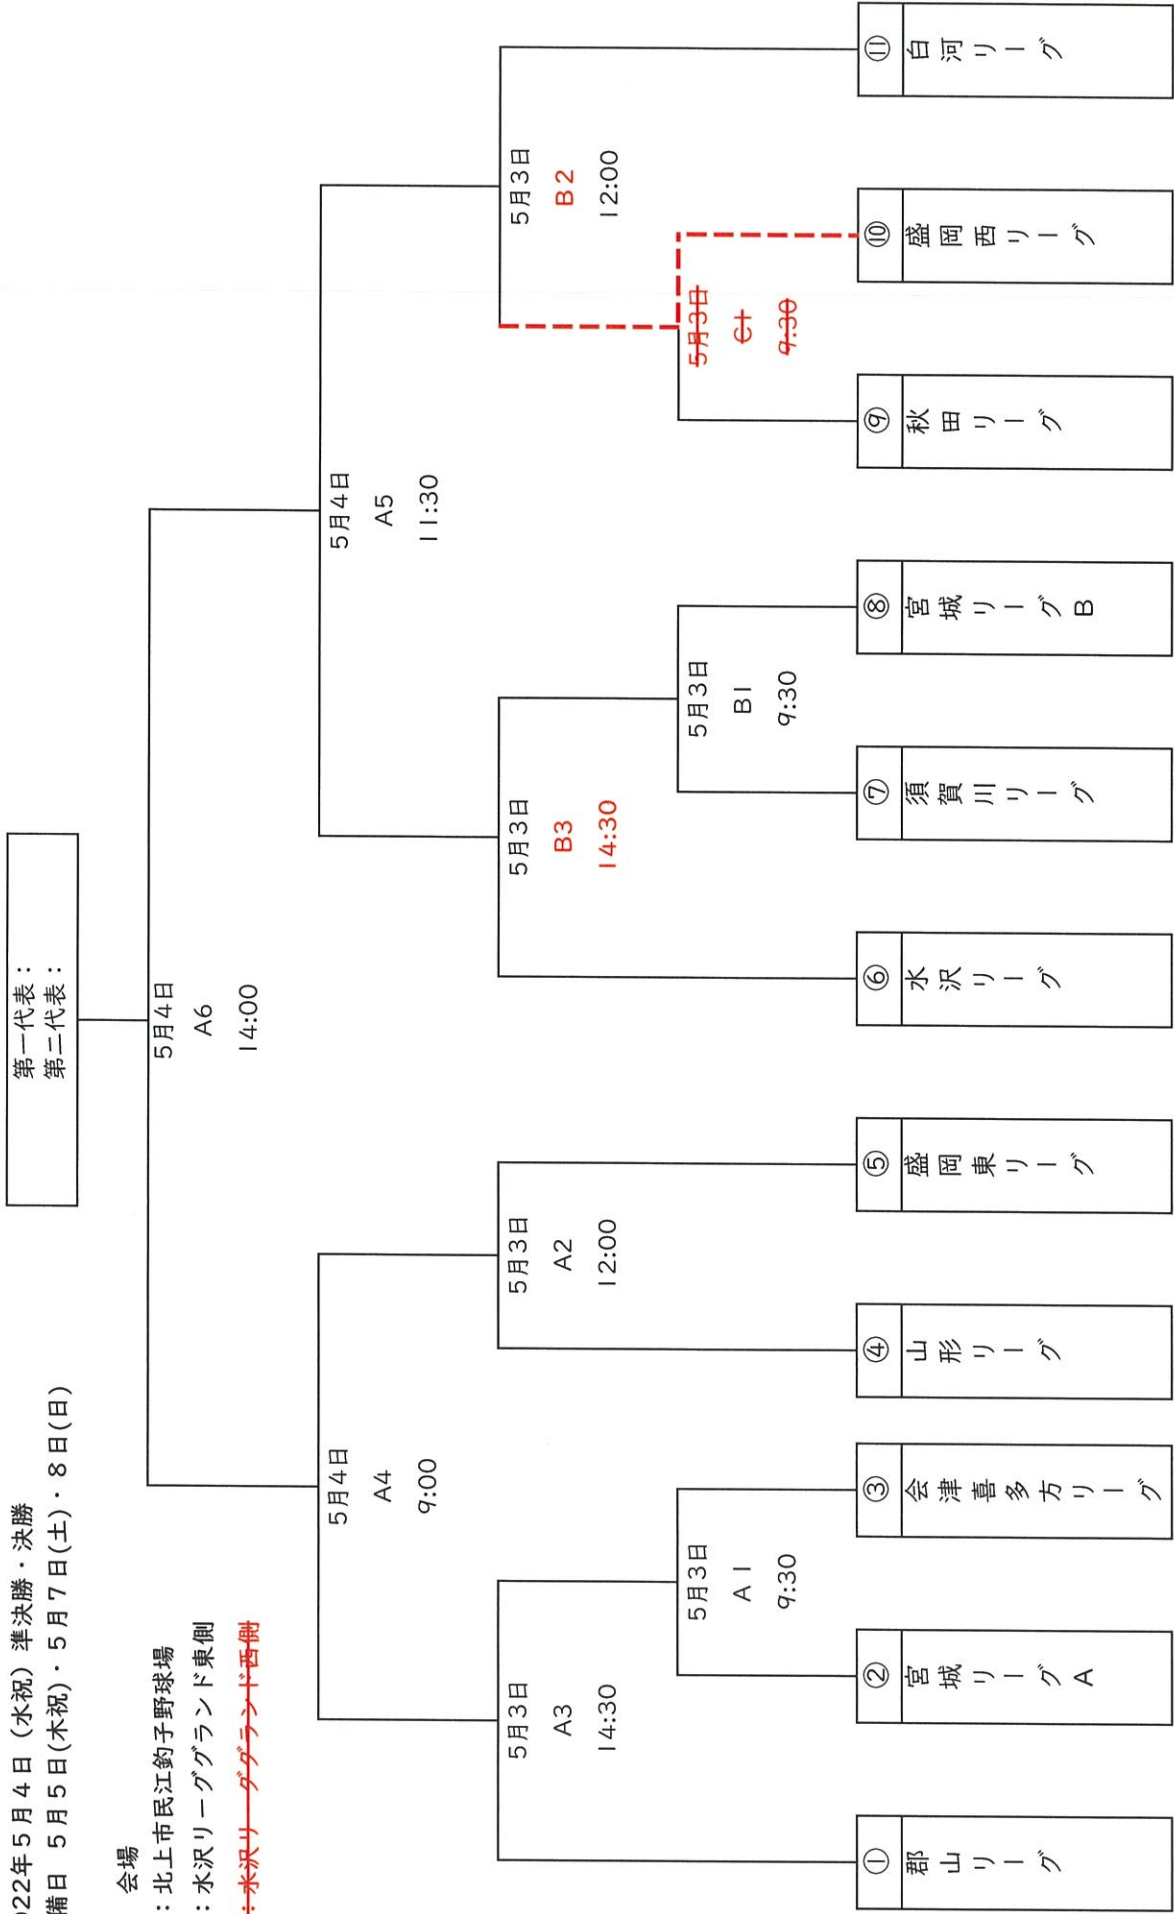 第一代表：
第二代表：
022年５月４日（水祝）準決勝・決勝
備日 ５月５日(木祝)・５月７日(土)・８日(日)
会場
：北上市民江釣子野球場
：水沢リーググランド東側
：水沢リーググランド西側
５月４日
A6
14:00
５月４日
A4
9:00
５月４日
A5
11:30
５月３日
A3
14:30
５月３日
A2
12:00
５月３日
B3
14:30
５月３日
B2
12:00
５月３日
A1
9:30
５月３日
B1
9:30
５月３日
C1
9:30
①
郡山リーグ
②
宮城リーグA
③
会津喜多方リーグ
④
山形リーグ
⑤
盛岡東リーグ
⑥
水沢リーグ
⑦
須賀川リーグ
⑧
宮城リーグB
⑨
秋田リーグ
⑩
盛岡西リーグ
⑪
白河リーグ